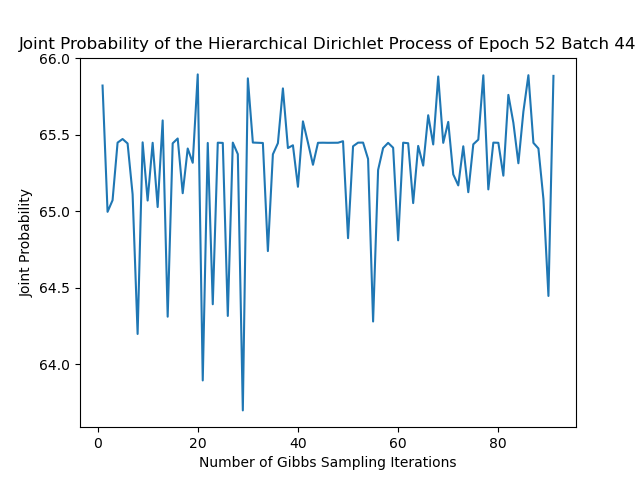 Joint Probability of the Hierarchical Dirichlet Process of Epoch 52 Batch 44
66.0
65.5
65.0
64.5
64.0
Joint Probability
0 20 40 60 80
Number of Gibbs Sampling Iterations